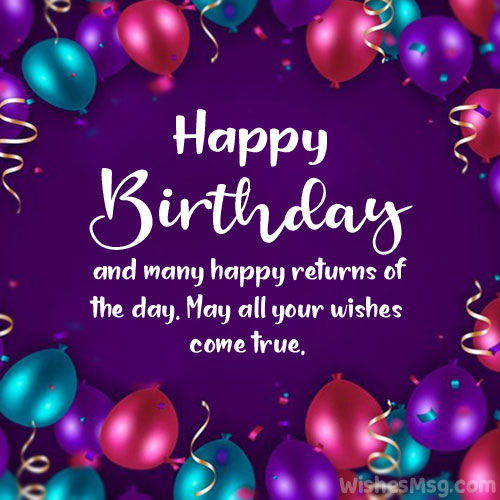 Happy
Birthday
and many happy returns of
the day. May all your wishes
come true.
WishesMsg.com